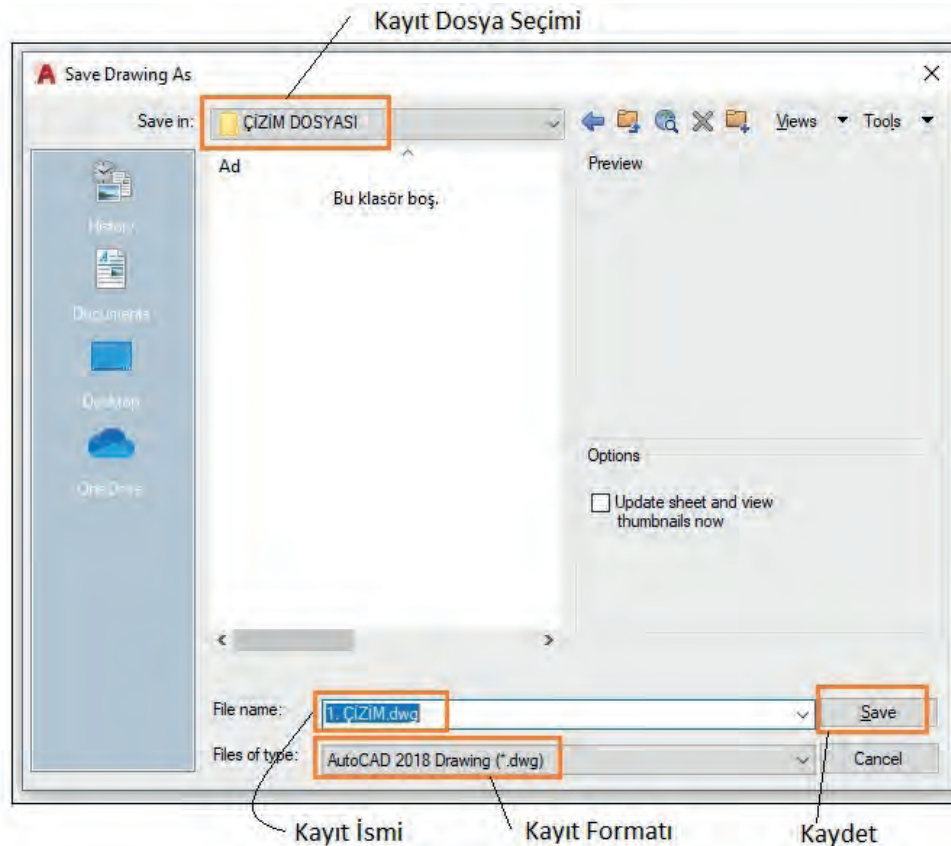 Kayıt Dosya Seçimi
Save Drawing As
Save in: ÇİZİM DOSYASI Views Tools
Ad
Preview
Bu klasör boş.
History
Documents
Desktop
OneDrive
Options
Update sheet and view
thumbnails now
File name: 1. ÇİZİM.dwg Save
Files of type: AutoCAD 2018 Drawing (*.dwg) Cancel
Kayıt İsmi Kayıt Formatı Kaydet